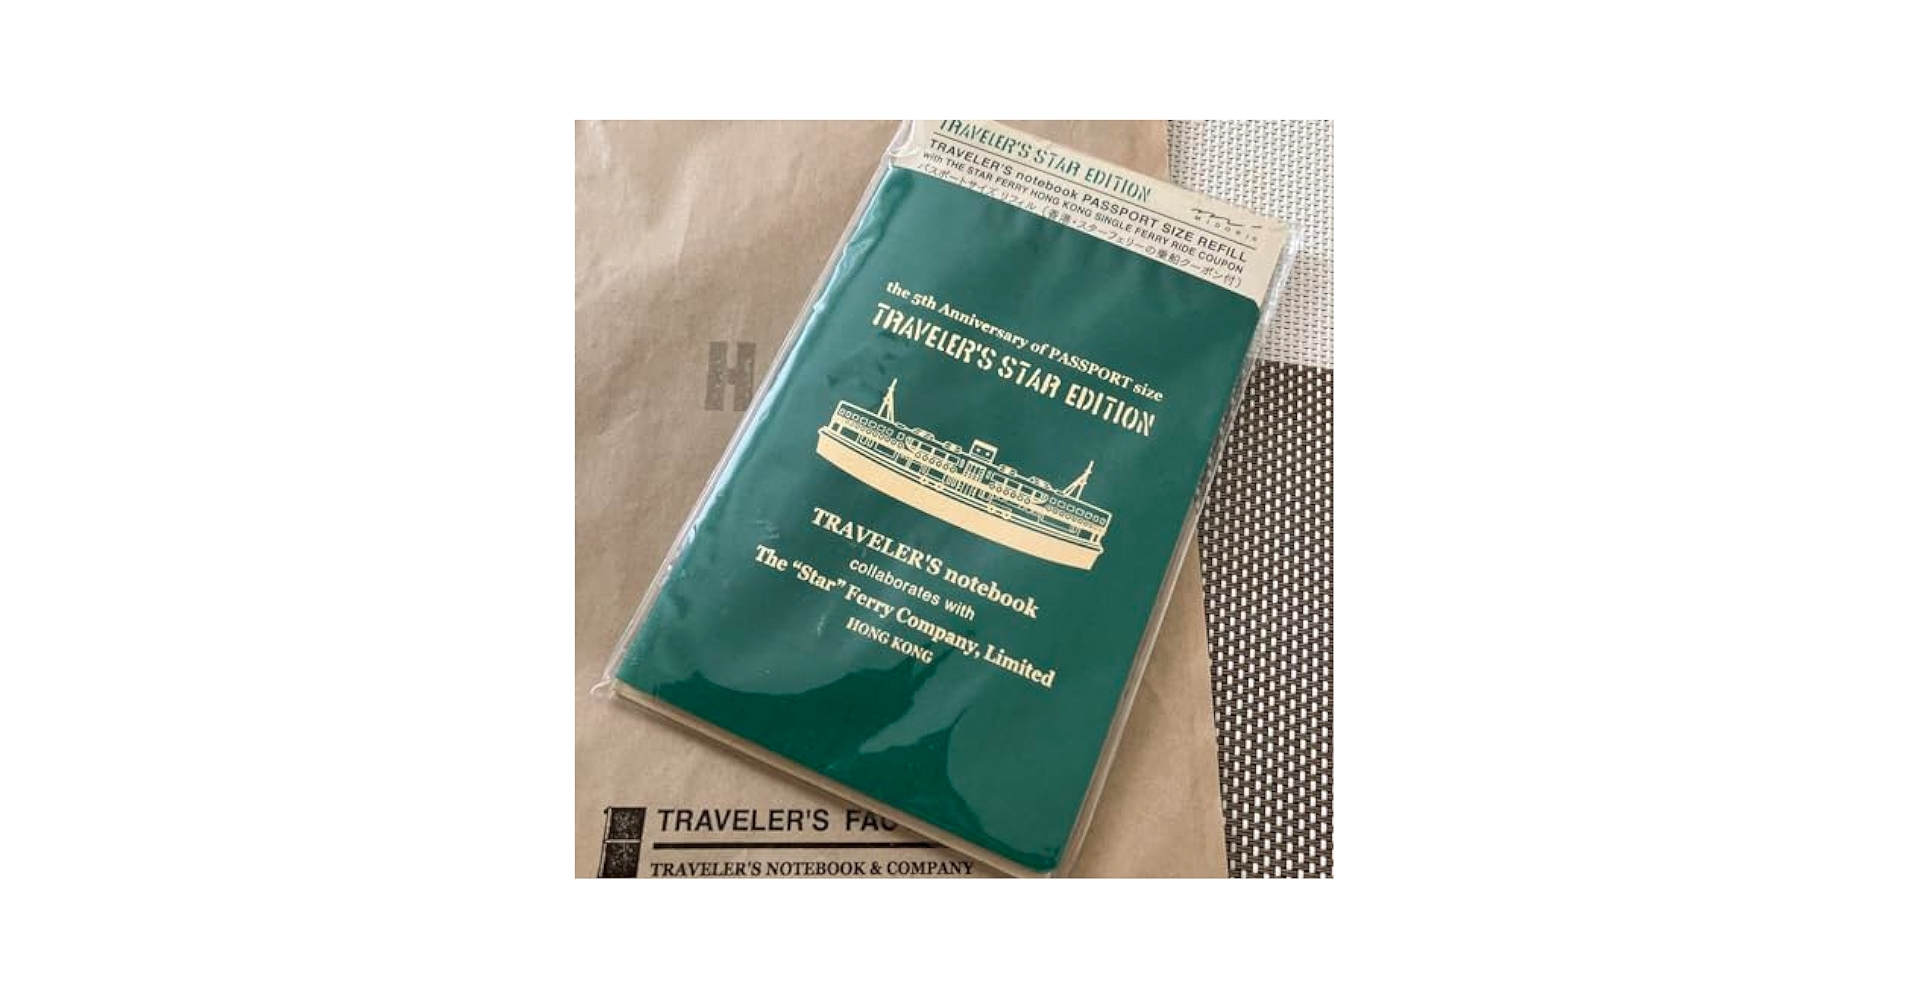 TRAVELER'S STAR EDITION
TRAVELER'S notebook PASSPORT SIZE REFILL
with THE STAR FERRY HONG KONG SINGLE FERRY RIDE COUPON
パスポートサイズ リフィル（香港・スターフェリーの乗船クーポン付）
MIDORI
the 5th Anniversary of PASSPORT size
TRAVELER'S STAR EDITION
TRAVELER'S notebook
collaborates with
The “Star” Ferry Company, Limited
HONG KONG
H
TRAVELER'S
TRAVELER'S NOTEBOOK & COMPANY